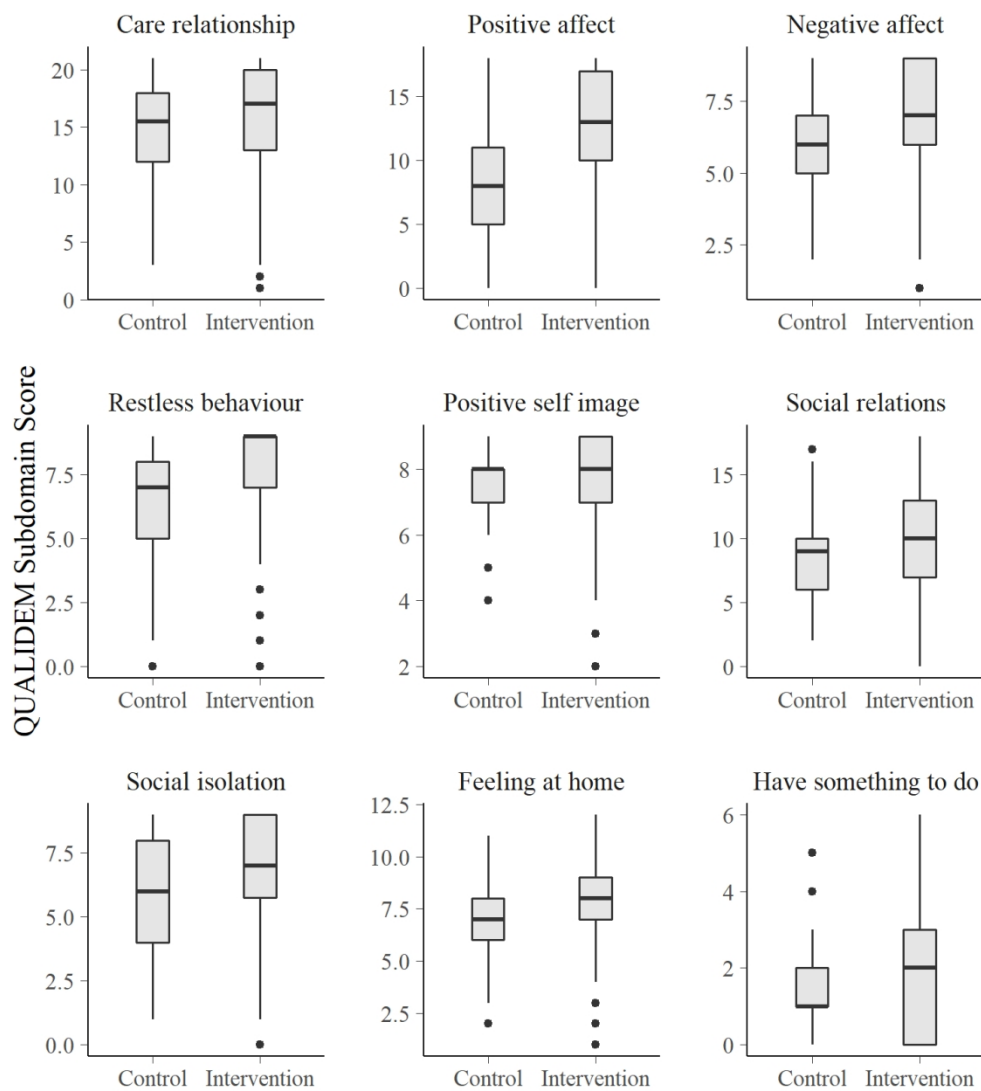 Care relationship
20
15
10
5
0
Control Intervention
Positive affect
15
10
5
0
Control Intervention
Negative affect
7.5
5.0
2.5
Control Intervention
QUALIDEM Subdomain Score
Restless behaviour
7.5
5.0
2.5
0.0
Control Intervention
Positive self image
8
6
4
2
Control Intervention
Social relations
15
10
5
0
Control Intervention
Social isolation
7.5
5.0
2.5
0.0
Control Intervention
Feeling at home
12.5
10.0
7.5
5.0
2.5
Control Intervention
Have something to do
6
4
2
0
Control Intervention